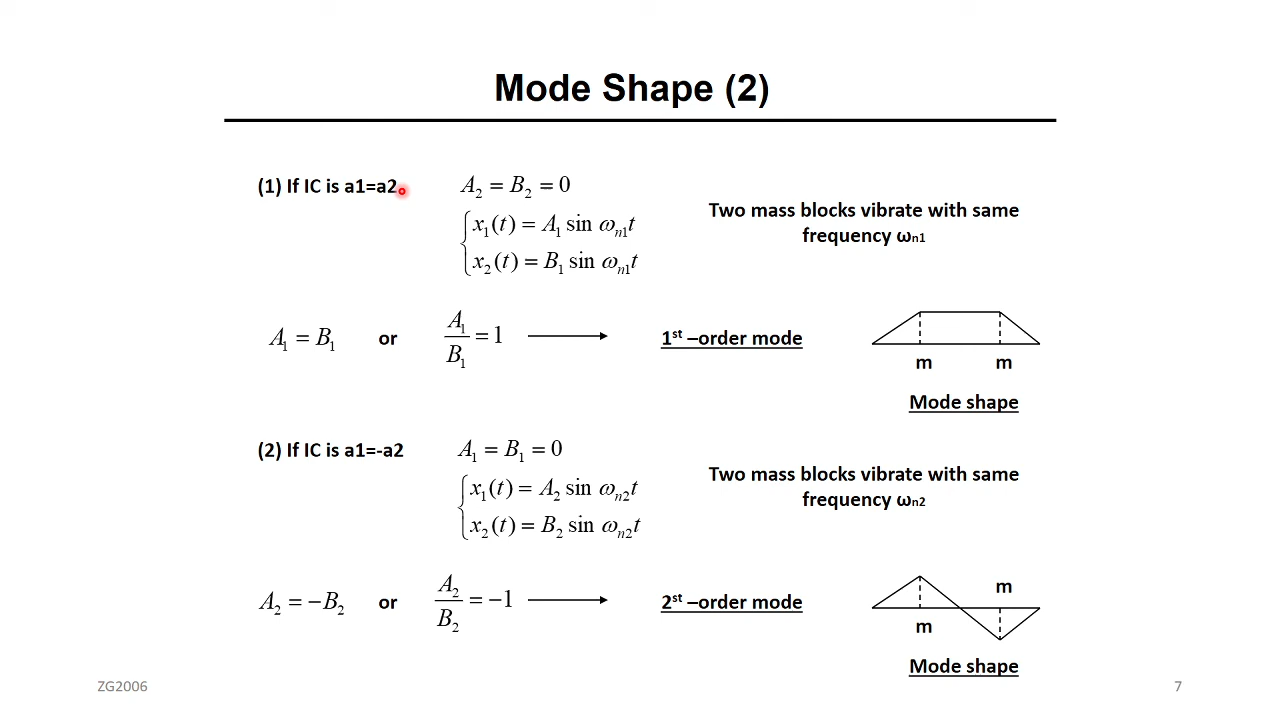 Mode Shape (2)
(1) If IC is a1=a2
A₂ = B₂ = 0
x₁(t) = A₁ sin ωₙ₁t
x₂(t) = B₁ sin ωₙ₁t
Two mass blocks vibrate with same
frequency ωₙ₁
A₁ = B₁ or A₁/B₁ = 1
1ˢᵗ –order mode
m m
Mode shape
(2) If IC is a1=-a2
A₁ = B₁ = 0
x₁(t) = A₂ sin ωₙ₂t
x₂(t) = B₂ sin ωₙ₂t
Two mass blocks vibrate with same
frequency ωₙ₂
A₂ = −B₂ or A₂/B₂ = −1
2ˢᵗ –order mode
m
m
Mode shape
ZG2006
7